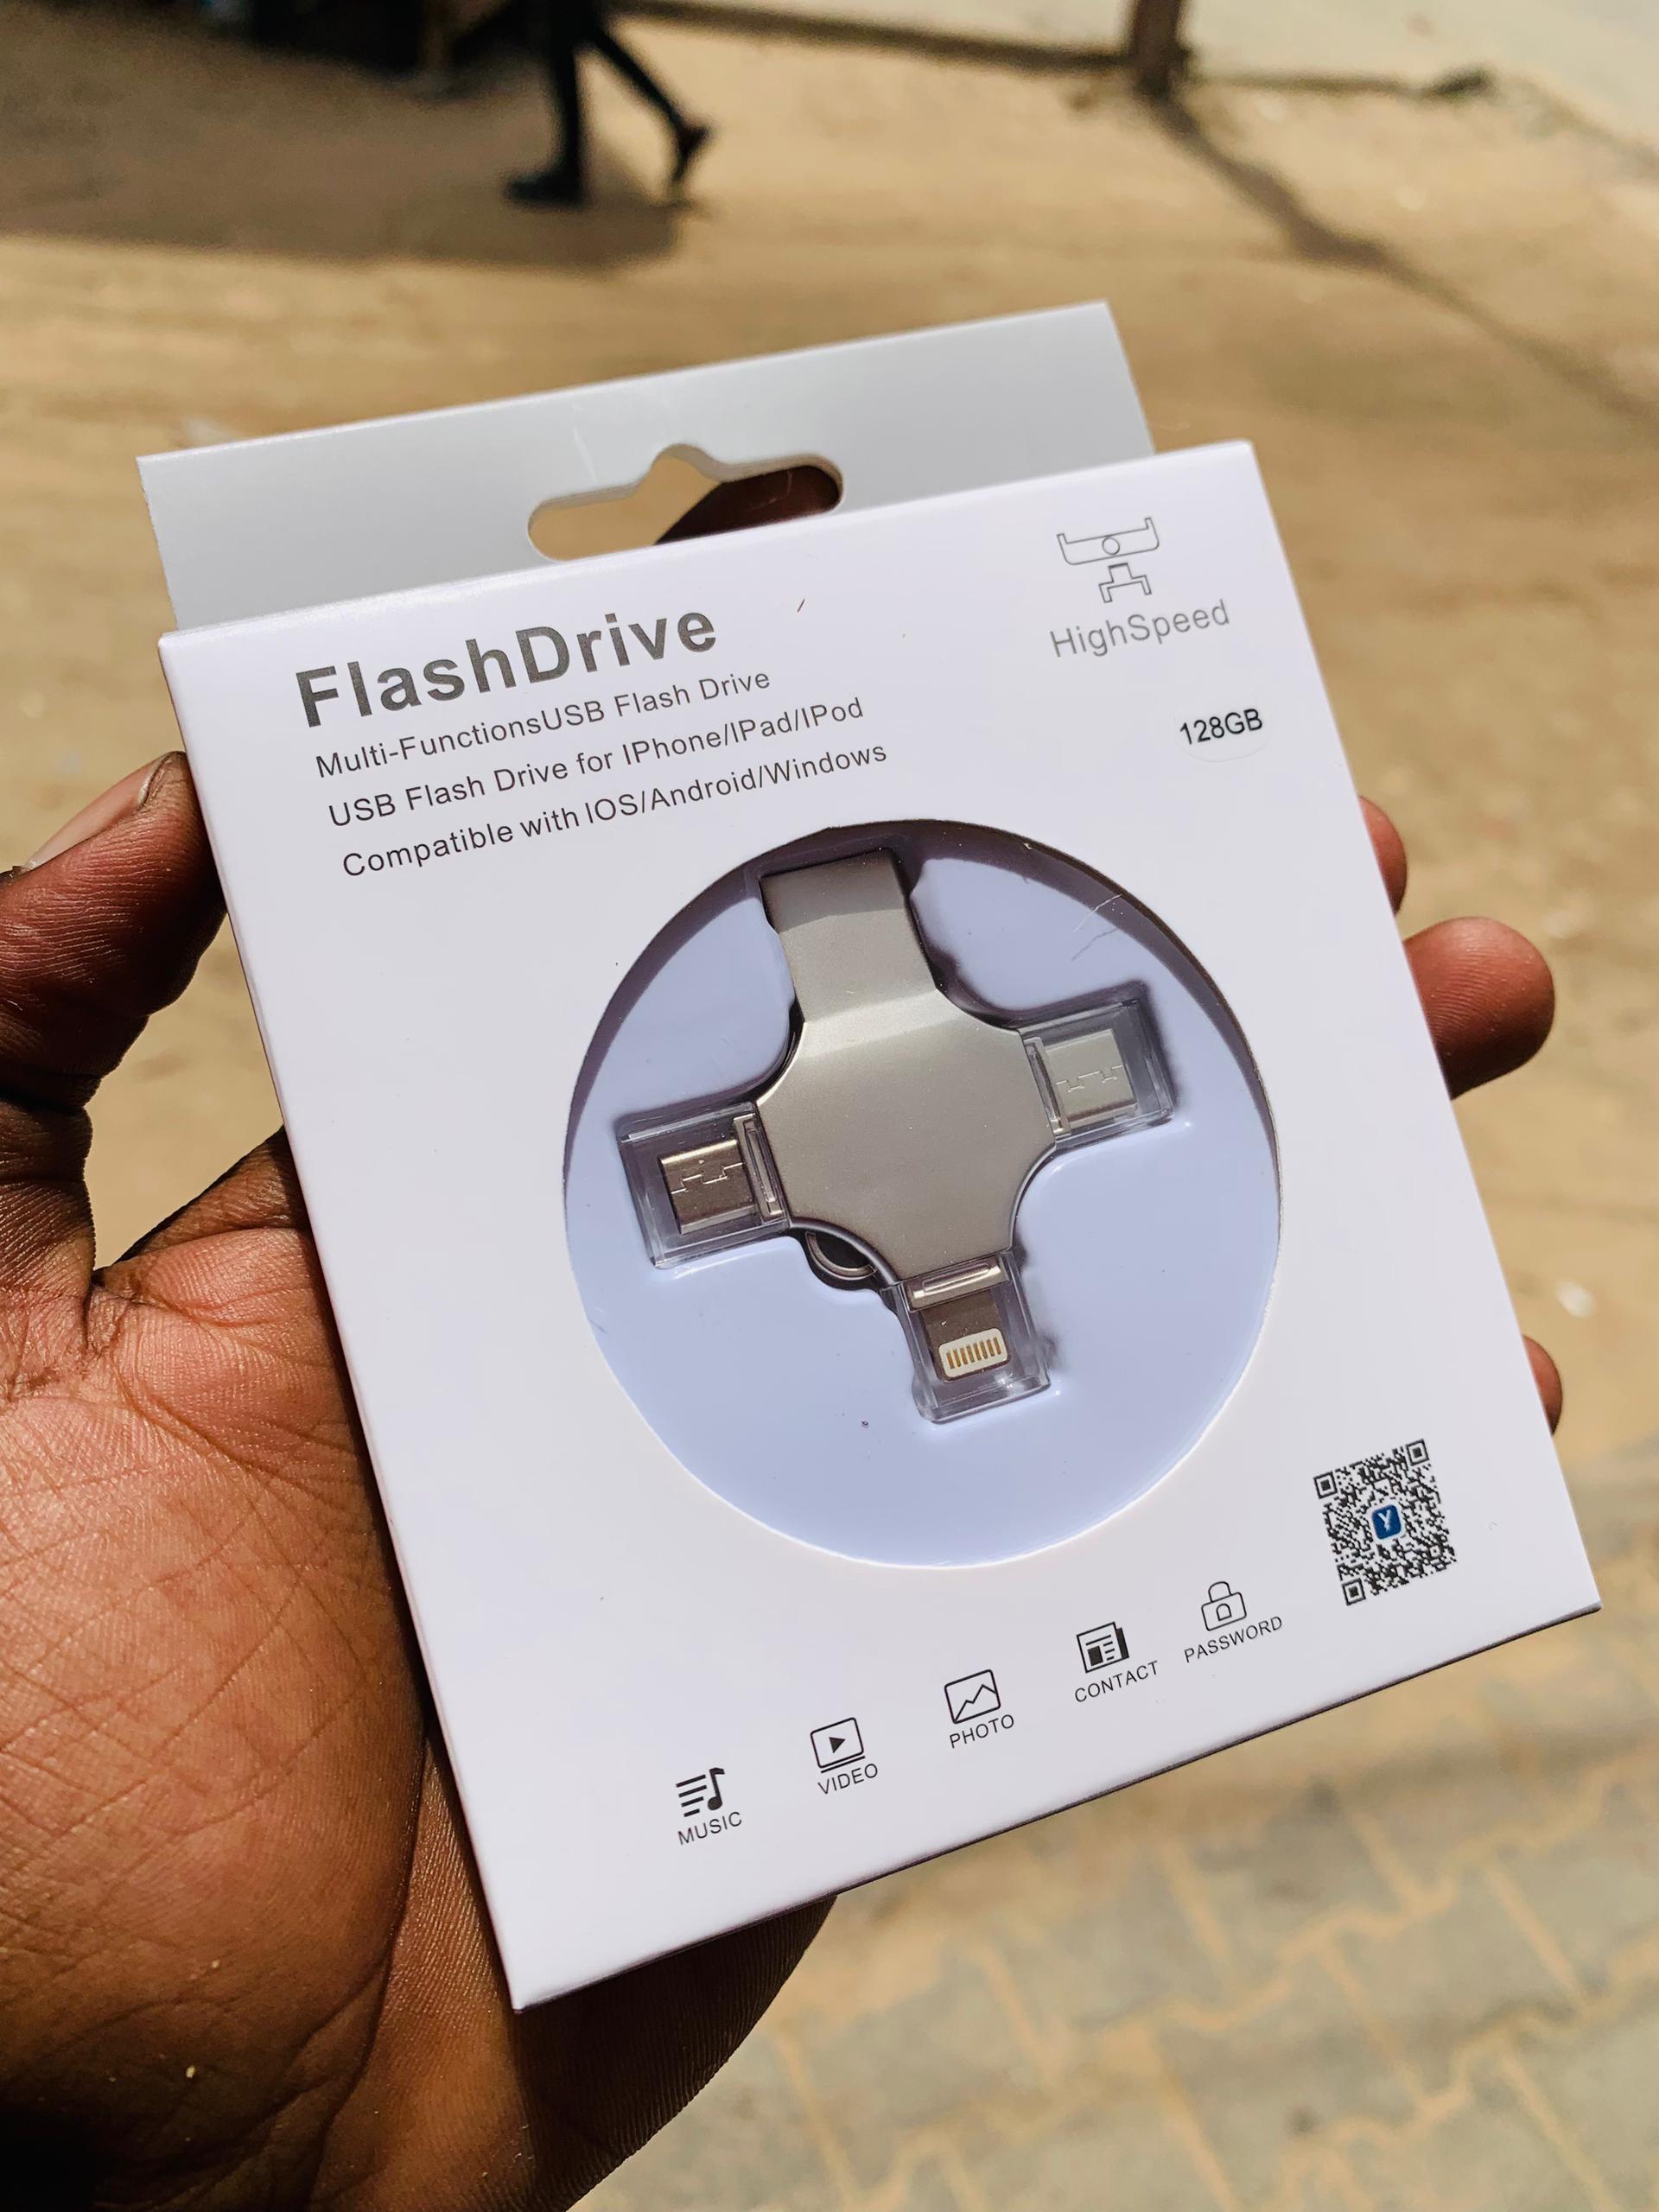 FlashDrive
Multi-FunctionsUSB Flash Drive
USB Flash Drive for IPhone/IPad/IPod
Compatible with IOS/Android/Windows
HighSpeed
128GB
MUSIC
VIDEO
PHOTO
CONTACT
PASSWORD